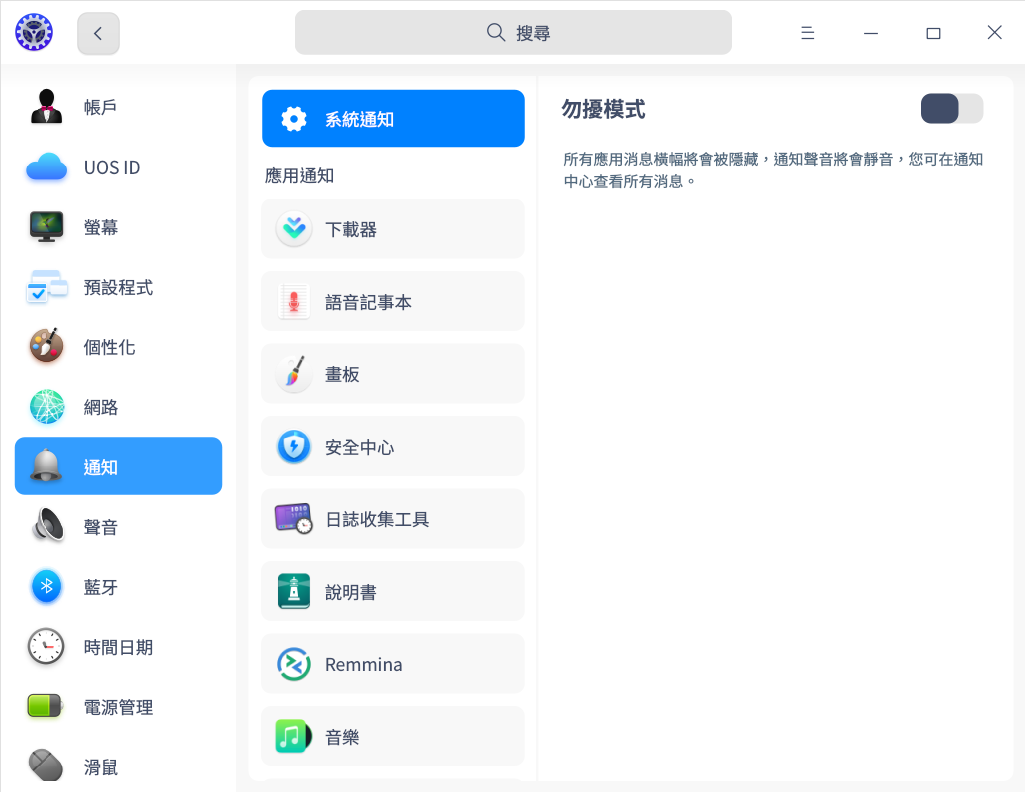 搜尋
帳戶
UOS ID
螢幕
預設程式
個性化
網路
通知
聲音
藍牙
時間日期
電源管理
滑鼠
系統通知
應用通知
下載器
語音記事本
畫板
安全中心
日誌收集工具
說明書
Remmina
音樂
勿擾模式
所有應用消息橫幅將會被隱藏，通知聲音將會靜音，您可在通知
中心查看所有消息。